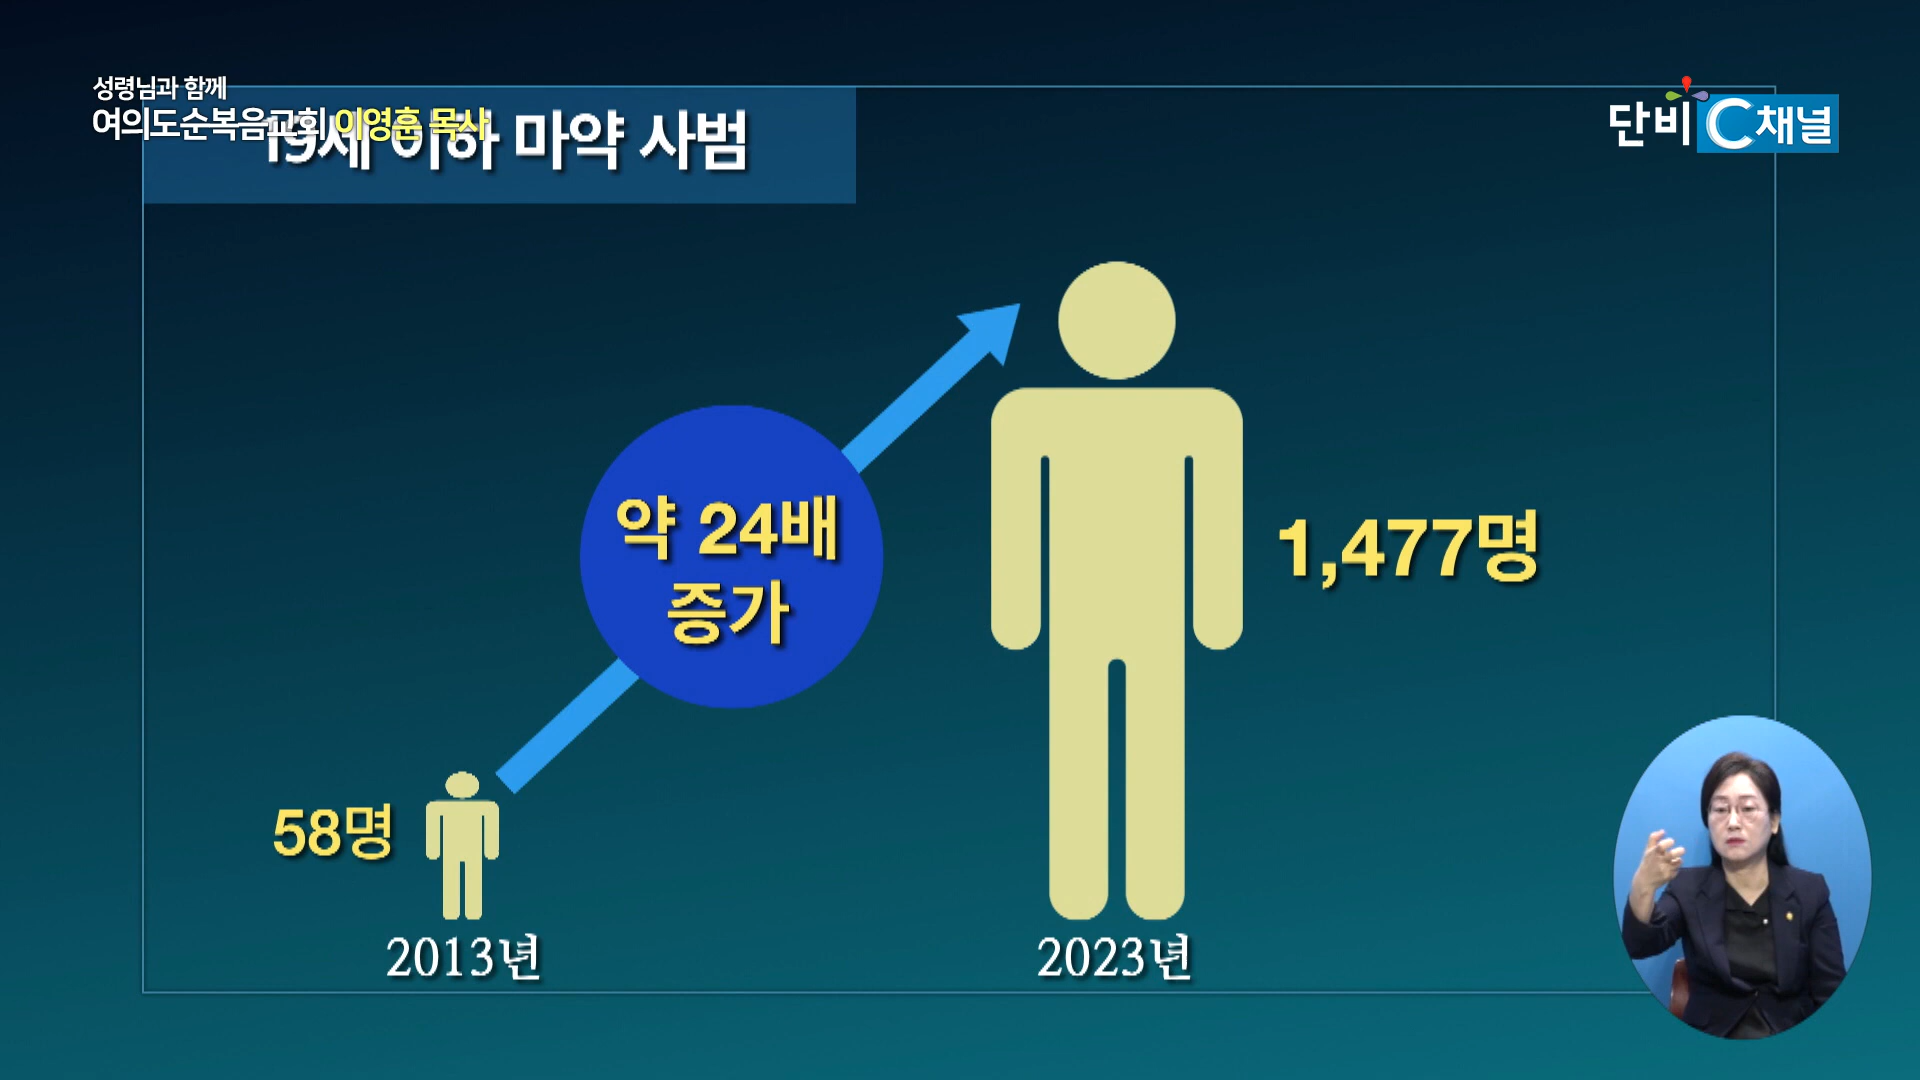 성령님과 함께
여의도순복음교회 이영훈 목사
19세 이하 마약 사범
단비 C채널
약 24배
증가
1,477명
58명
2013년
2023년